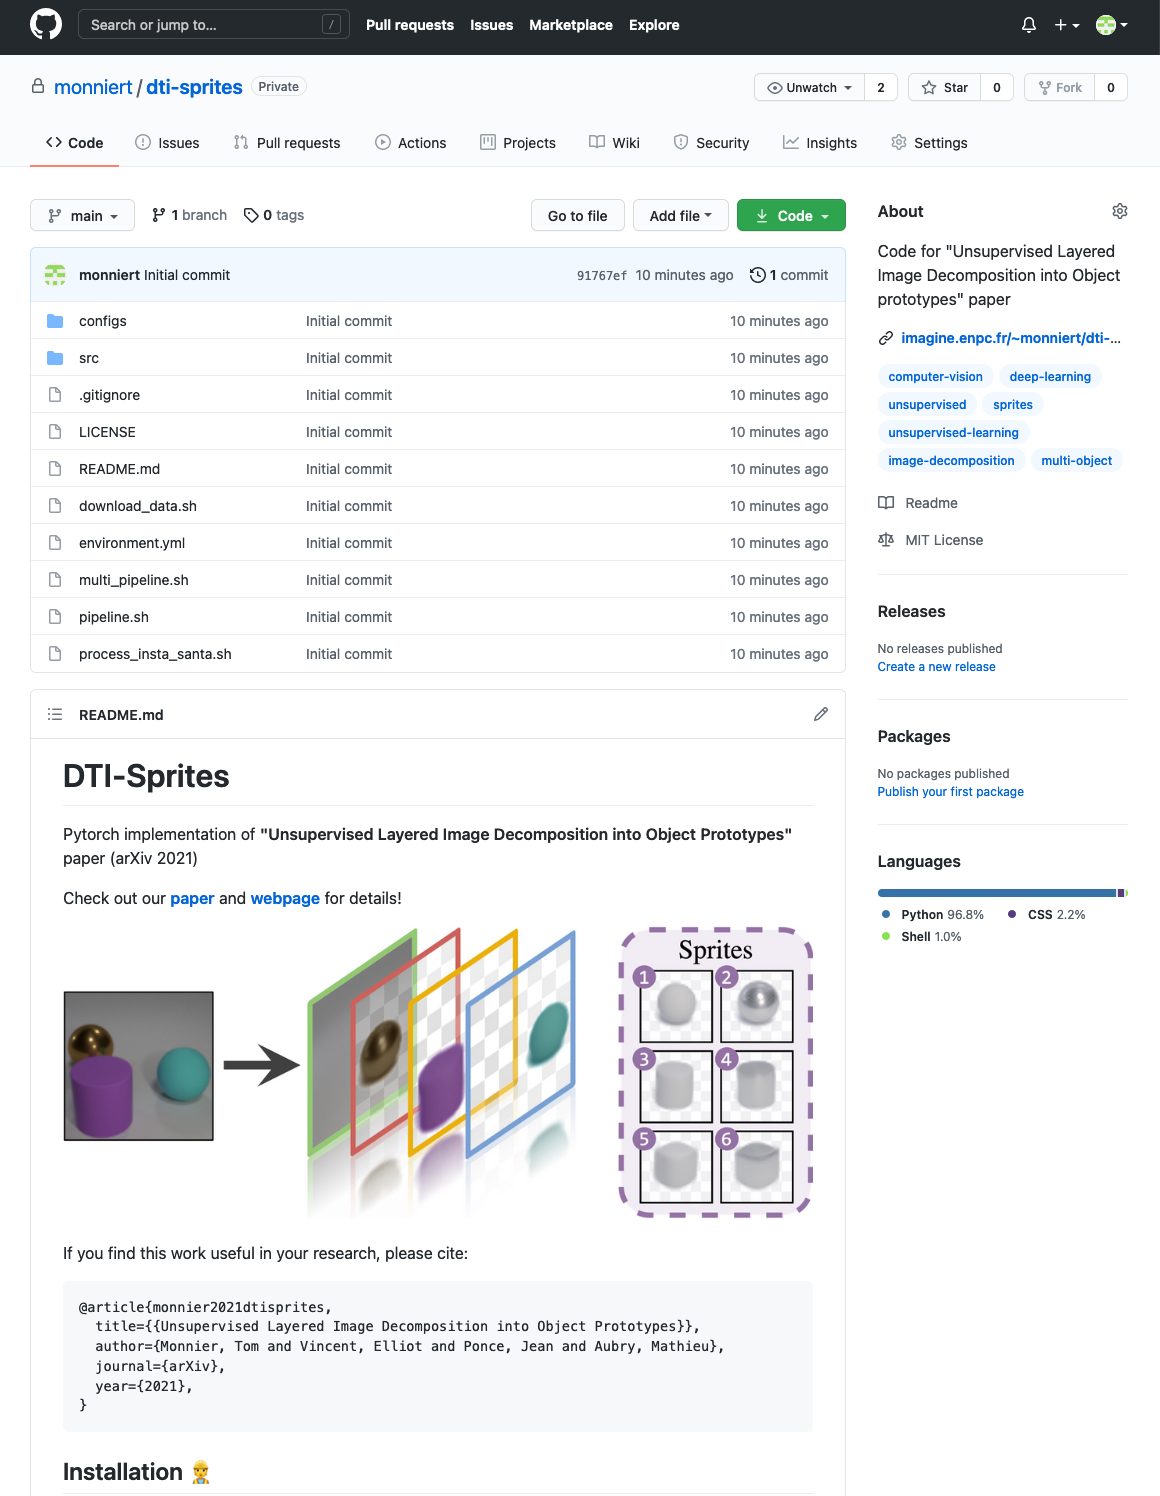 Search or jump to... /
Pull requests Issues Marketplace Explore
monniert / dti-sprites Private
Unwatch 2 Star 0 Fork 0
Code Issues Pull requests Actions Projects Wiki Security Insights Settings
main 1 branch 0 tags Go to file Add file Code
monniert Initial commit 91767ef 10 minutes ago 1 commit
configs Initial commit 10 minutes ago
src Initial commit 10 minutes ago
.gitignore Initial commit 10 minutes ago
LICENSE Initial commit 10 minutes ago
README.md Initial commit 10 minutes ago
download_data.sh Initial commit 10 minutes ago
environment.yml Initial commit 10 minutes ago
multi_pipeline.sh Initial commit 10 minutes ago
pipeline.sh Initial commit 10 minutes ago
process_insta_santa.sh Initial commit 10 minutes ago
About
Code for "Unsupervised Layered
Image Decomposition into Object
prototypes" paper
imagine.enpc.fr/~monniert/dti-...
computer-vision deep-learning
unsupervised sprites
unsupervised-learning
image-decomposition multi-object
Readme
MIT License
Releases
No releases published
Create a new release
Packages
No packages published
Publish your first package
Languages
Python 96.8% CSS 2.2%
Shell 1.0%
README.md
DTI-Sprites
Pytorch implementation of "Unsupervised Layered Image Decomposition into Object Prototypes"
paper (arXiv 2021)
Check out our paper and webpage for details!
Sprites
1 2
3 4
5 6
If you find this work useful in your research, please cite:
@article{monnier2021dtisprites,
title={{Unsupervised Layered Image Decomposition into Object Prototypes}},
author={Monnier, Tom and Vincent, Elliot and Ponce, Jean and Aubry, Mathieu},
journal={arXiv},
year={2021},
}
Installation 👷